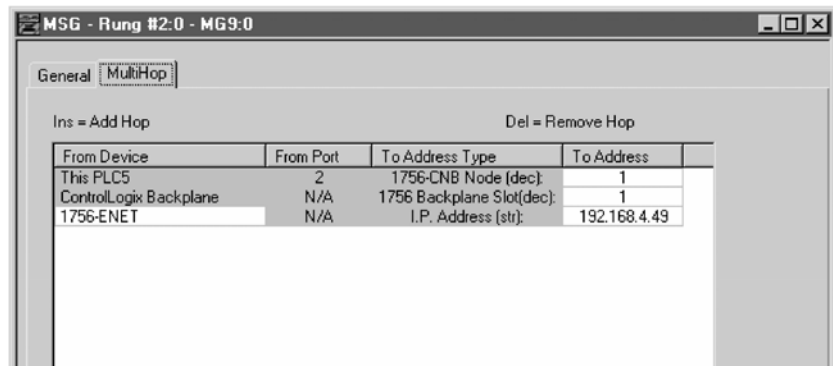 MSG - Rung #2:0 - MG9:0
General MultiHop
Ins = Add Hop Del = Remove Hop
From Device From Port To Address Type To Address
This PLC5 2 1756-CNB Node (dec): 1
ControlLogix Backplane N/A 1756 Backplane Slot(dec): 1
1756-ENET N/A I.P. Address (str): 192.168.4.49